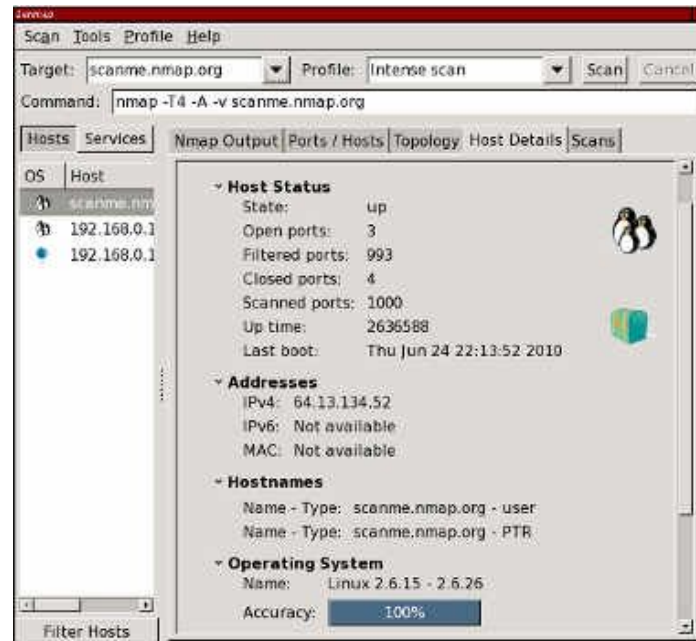 Zenmap
Scan Tools Profile Help
Target: scanme.nmap.org Profile: Intense scan Scan Cancel
Command: nmap -T4 -A -v scanme.nmap.org
Hosts Services Nmap Output Ports / Hosts Topology Host Details Scans
OS Host
scanme.nm
192.168.0.1
192.168.0.1
Host Status
State: up
Open ports: 3
Filtered ports: 993
Closed ports: 4
Scanned ports: 1000
Up time: 2636588
Last boot: Thu Jun 24 22:13:52 2010
Addresses
IPv4: 64.13.134.52
IPv6: Not available
MAC: Not available
Hostnames
Name - Type: scanme.nmap.org - user
Name - Type: scanme.nmap.org - PTR
Operating System
Name: Linux 2.6.15 - 2.6.26
Accuracy: 100%
Filter Hosts